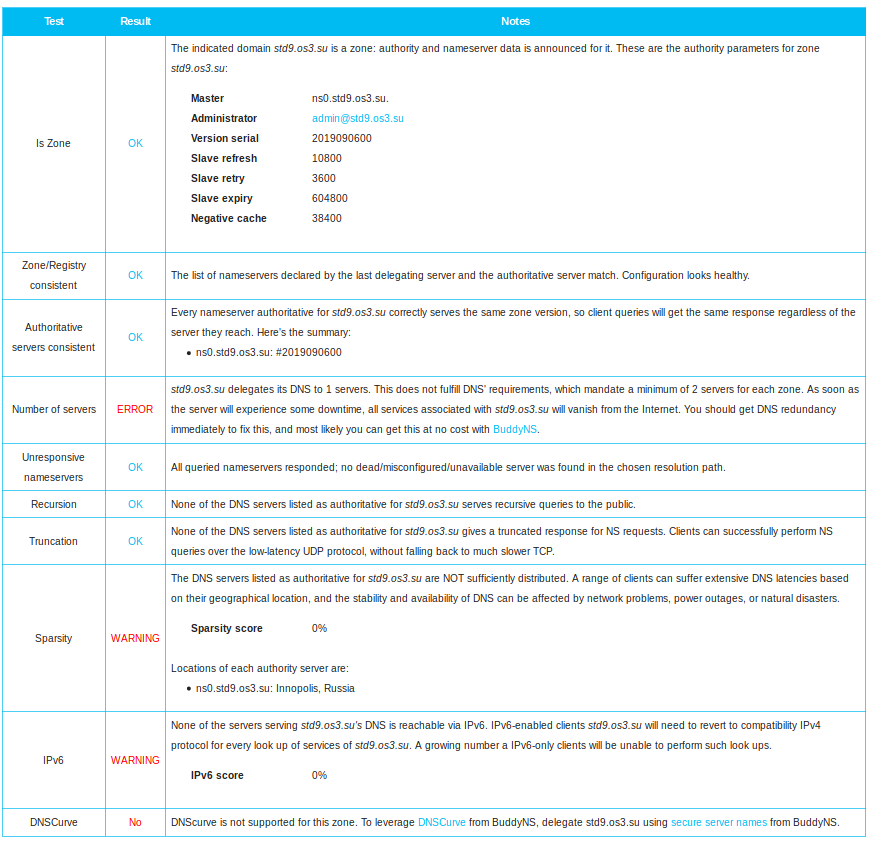 Test Result Notes
Is Zone
OK
The indicated domain std9.os3.su is a zone: authority and nameserver data is announced for it. These are the authority parameters for zone
std9.os3.su:
Master ns0.std9.os3.su.
Administrator admin@std9.os3.su
Version serial 2019090600
Slave refresh 10800
Slave retry 3600
Slave expiry 604800
Negative cache 38400
Zone/Registry
consistent
OK
The list of nameservers declared by the last delegating server and the authoritative server match. Configuration looks healthy.
Authoritative
servers consistent
OK
Every nameserver authoritative for std9.os3.su correctly serves the same zone version, so client queries will get the same response regardless of the
server they reach. Here's the summary:
• ns0.std9.os3.su: #2019090600
Number of servers
ERROR
std9.os3.su delegates its DNS to 1 servers. This does not fulfill DNS' requirements, which mandate a minimum of 2 servers for each zone. As soon as
the server will experience some downtime, all services associated with std9.os3.su will vanish from the Internet. You should get DNS redundancy
immediately to fix this, and most likely you can get this at no cost with BuddyNS.
Unresponsive
nameservers
OK
All queried nameservers responded; no dead/misconfigured/unavailable server was found in the chosen resolution path.
Recursion
OK
None of the DNS servers listed as authoritative for std9.os3.su serves recursive queries to the public.
Truncation
OK
None of the DNS servers listed as authoritative for std9.os3.su gives a truncated response for NS requests. Clients can successfully perform NS
queries over the low-latency UDP protocol, without falling back to much slower TCP.
Sparsity
WARNING
The DNS servers listed as authoritative for std9.os3.su are NOT sufficiently distributed. A range of clients can suffer extensive DNS latencies based
on their geographical location, and the stability and availability of DNS can be affected by network problems, power outages, or natural disasters.
Sparsity score 0%
Locations of each authority server are:
• ns0.std9.os3.su: Innopolis, Russia
IPv6
WARNING
None of the servers serving std9.os3.su's DNS is reachable via IPv6. IPv6-enabled clients std9.os3.su will need to revert to compatibility IPv4
protocol for every look up of services of std9.os3.su. A growing number a IPv6-only clients will be unable to perform such look ups.
IPv6 score 0%
DNSCurve
No
DNScurve is not supported for this zone. To leverage DNSCurve from BuddyNS, delegate std9.os3.su using secure server names from BuddyNS.